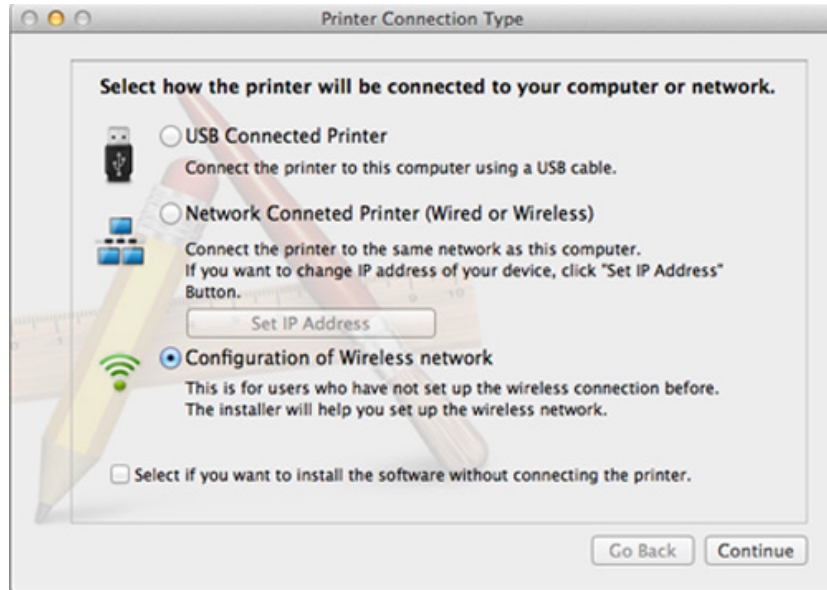 Printer Connection Type
Select how the printer will be connected to your computer or network.
USB Connected Printer
Connect the printer to this computer using a USB cable.
Network Conneted Printer (Wired or Wireless)
Connect the printer to the same network as this computer.
If you want to change IP address of your device, click "Set IP Address"
Button.
Set IP Address
Configuration of Wireless network
This is for users who have not set up the wireless connection before.
The installer will help you set up the wireless network.
Select if you want to install the software without connecting the printer.
Go Back Continue